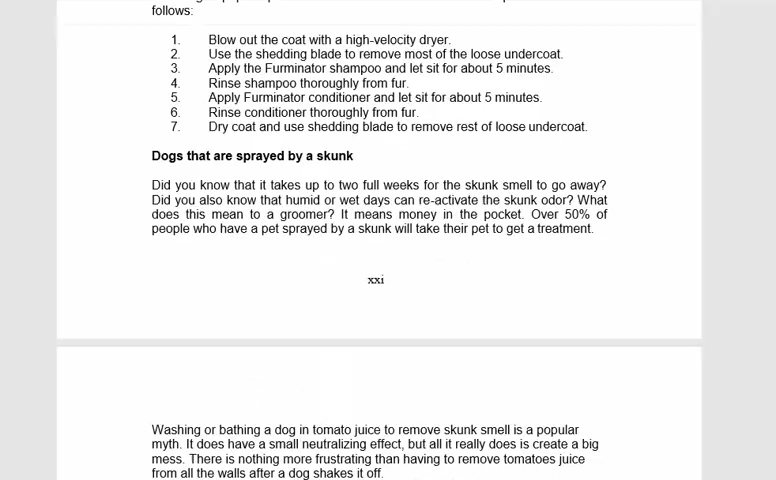 follows:
1. Blow out the coat with a high-velocity dryer.
2. Use the shedding blade to remove most of the loose undercoat.
3. Apply the Furminator shampoo and let sit for about 5 minutes.
4. Rinse shampoo thoroughly from fur.
5. Apply Furminator conditioner and let sit for about 5 minutes.
6. Rinse conditioner thoroughly from fur.
7. Dry coat and use shedding blade to remove rest of loose undercoat.
Dogs that are sprayed by a skunk
Did you know that it takes up to two full weeks for the skunk smell to go away?
Did you also know that humid or wet days can re-activate the skunk odor? What
does this mean to a groomer? It means money in the pocket. Over 50% of
people who have a pet sprayed by a skunk will take their pet to get a treatment.
xxi
Washing or bathing a dog in tomato juice to remove skunk smell is a popular
myth. It does have a small neutralizing effect, but all it really does is create a big
mess. There is nothing more frustrating than having to remove tomatoes juice
from all the walls after a dog shakes it off.